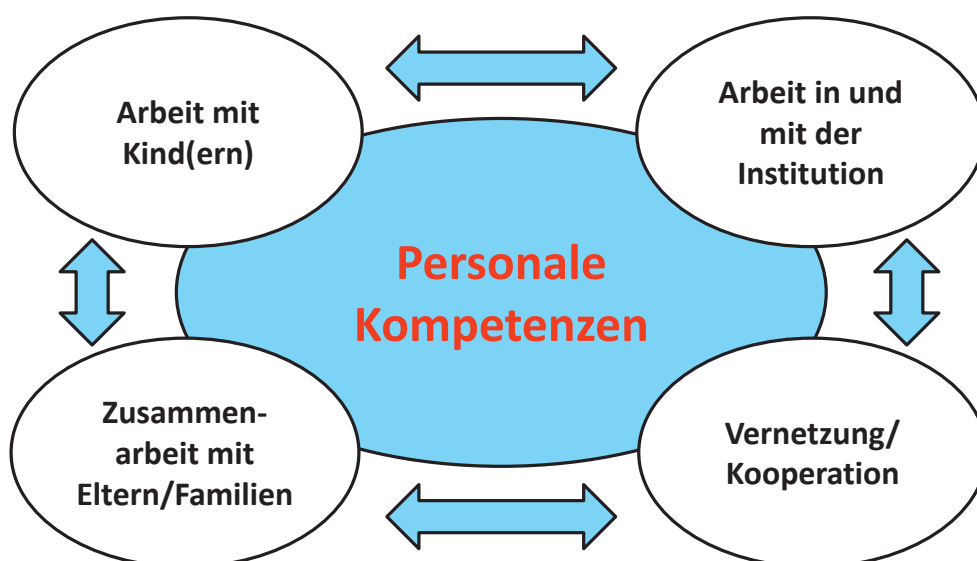 Arbeit mit
Kind(ern)
Arbeit in und
mit der
Institution
Personale
Kompetenzen
Zusammen-
arbeit mit
Eltern/Familien
Vernetzung/
Kooperation